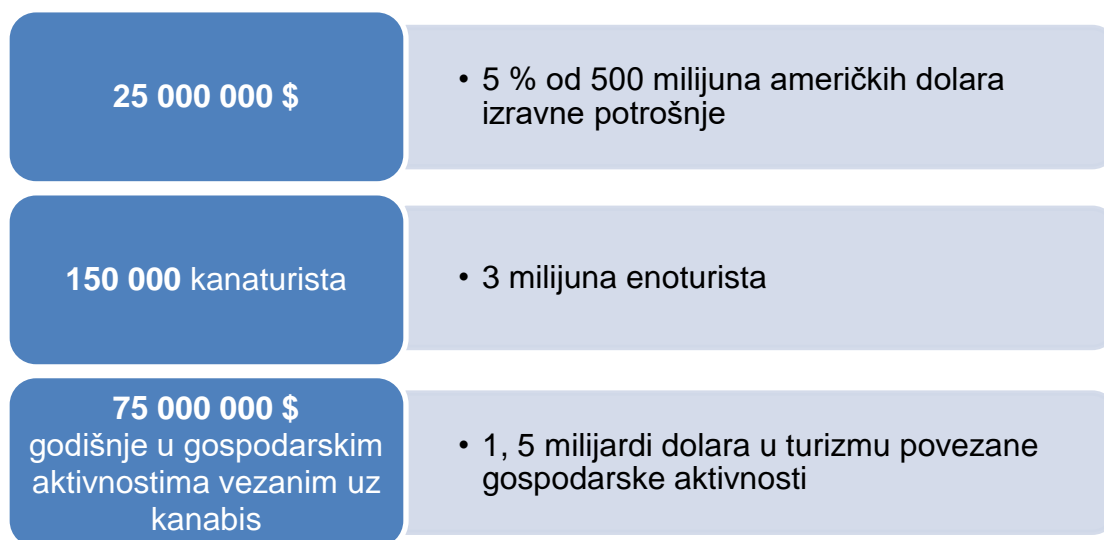 25 000 000 $
• 5 % od 500 milijuna američkih dolara
izravne potrošnje
150 000 kanaturista
• 3 milijuna enoturista
75 000 000 $
godišnje u gospodarskim
aktivnostima vezanim uz
kanabis
• 1, 5 milijardi dolara u turizmu povezane
gospodarske aktivnosti